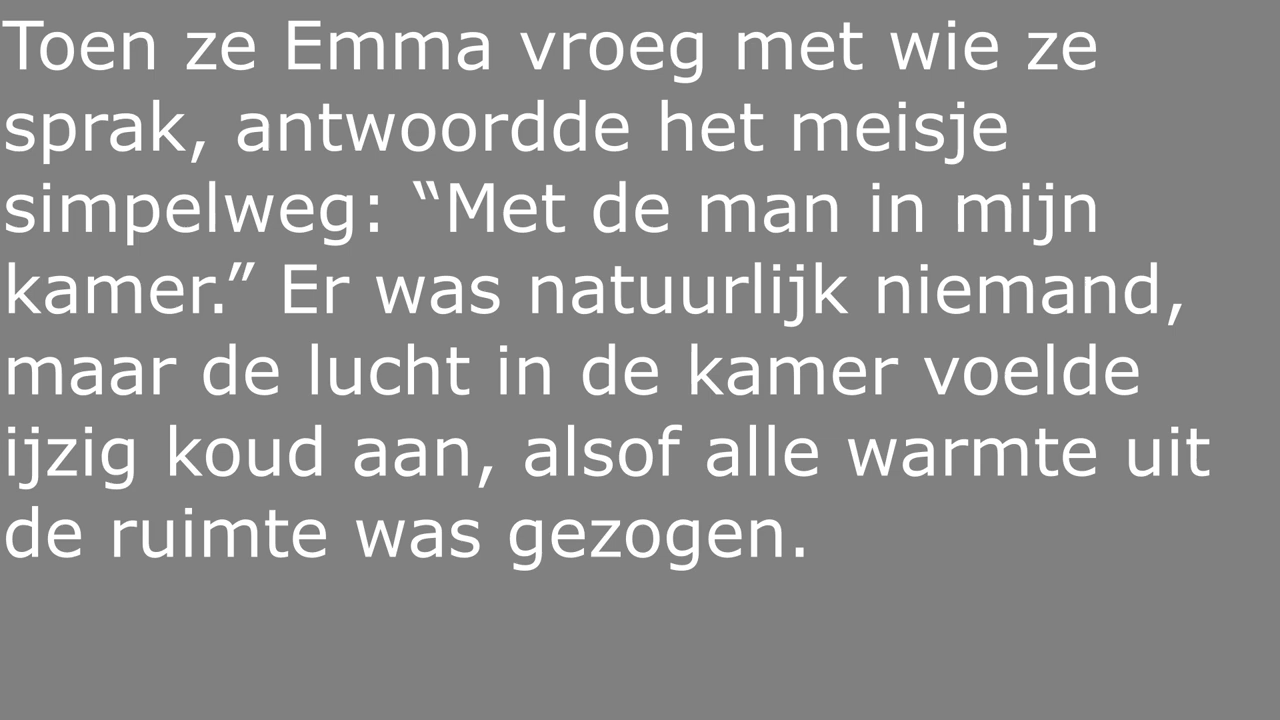 Toen ze Emma vroeg met wie ze
sprak, antwoordde het meisje
simpelweg: “Met de man in mijn
kamer.” Er was natuurlijk niemand,
maar de lucht in de kamer voelde
ijzig koud aan, alsof alle warmte uit
de ruimte was gezogen.